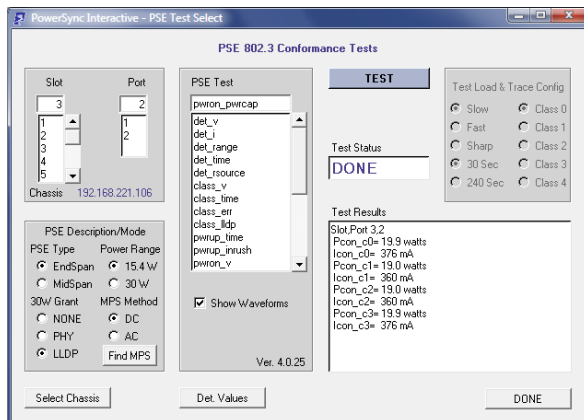 PowerSync Interactive - PSE Test Select
PSE 802.3 Conformance Tests
Slot
Port
3
2
1
2
3
4
5
1
2
Chassis 192.168.221.106
PSE Description/Mode
PSE Type
Power Range
EndSpan
15.4 W
MidSpan
30 W
30W Grant
MPS Method
NONE
DC
PHY
AC
LLDP
Find MPS
Select Chassis
PSE Test
pwron_pwrcap
det_v
det_i
det_range
det_time
det_rsource
class_v
class_time
class_err
class_lldp
pwrup_time
pwrup_inrush
pwron_v
Show Waveforms
Ver. 4.0.25
Det. Values
TEST
Test Status
DONE
Test Load & Trace Config
Slow
Class 0
Fast
Class 1
Sharp
Class 2
30 Sec
Class 3
240 Sec
Class 4
Test Results
Slot,Port 3,2
Pcon_c0= 19.9 watts
Icon_c0= 376 mA
Pcon_c1= 19.0 watts
Icon_c1= 360 mA
Pcon_c2= 19.0 watts
Icon_c2= 360 mA
Pcon_c3= 19.9 watts
Icon_c3= 376 mA
DONE